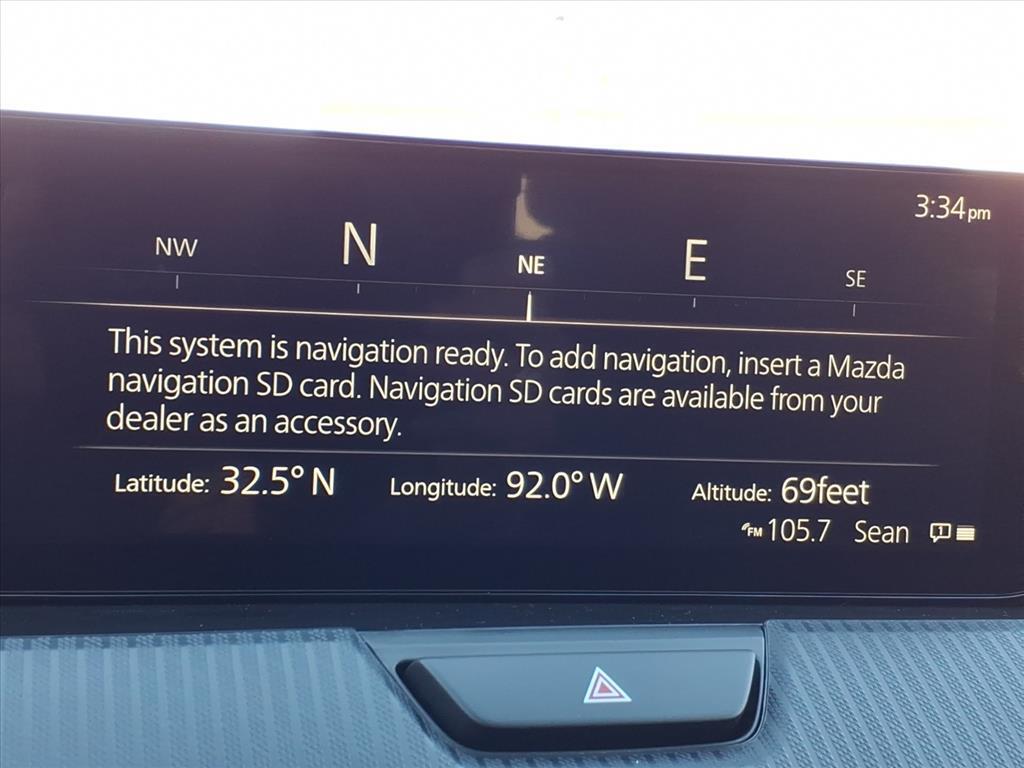 3:34pm
NW N NE E SE
This system is navigation ready. To add navigation, insert a Mazda
navigation SD card. Navigation SD cards are available from your
dealer as an accessory.
Latitude: 32.5° N Longitude: 92.0° W Altitude: 69feet
FM 105.7 Sean 1